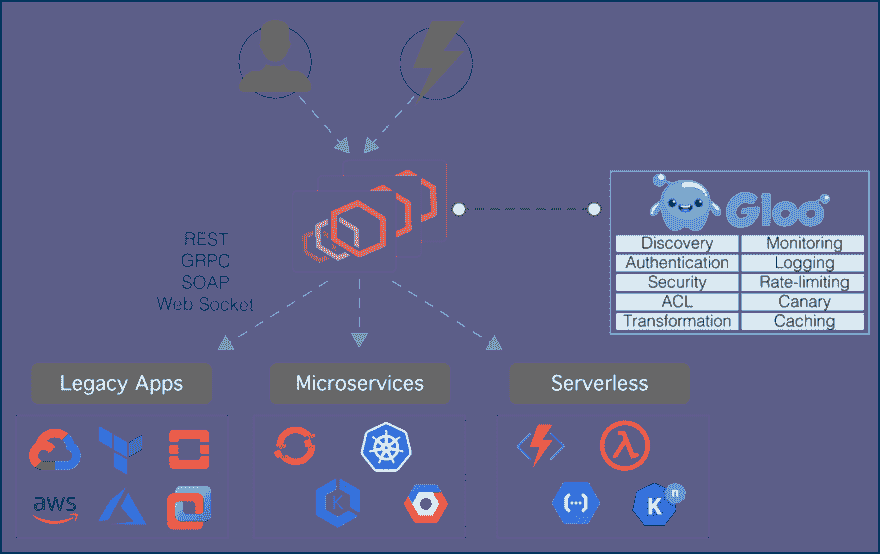 Gloo
Discovery Monitoring
Authentication Logging
Security Rate-limiting
ACL Canary
Transformation Caching
REST
GRPC
SOAP
Web Socket
Legacy Apps Microservices Serverless
aws
K
K n